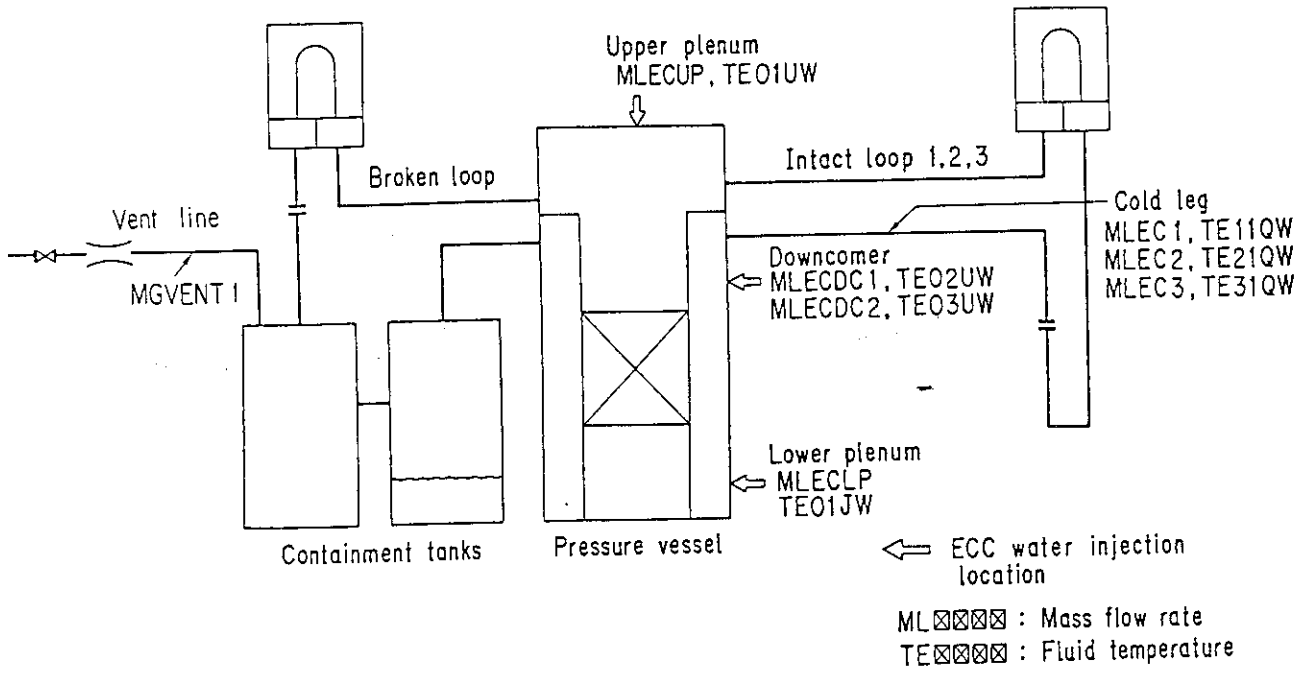 Upper plenum
MLECUP, TE01UW
Broken loop
Intact loop 1,2,3
Vent line
MGVENT1
Cold leg
MLEC1, TE11QW
MLEC2, TE21QW
MLEC3, TE31QW
Downcomer
MLECDC1, TE02UW
MLECDC2, TE03UW
Lower plenum
MLECLP
TE01JW
Containment tanks
Pressure vessel
ECC water injection
location
ML☒☒☒☒ : Mass flow rate
TE☒☒☒☒ : Fluid temperature